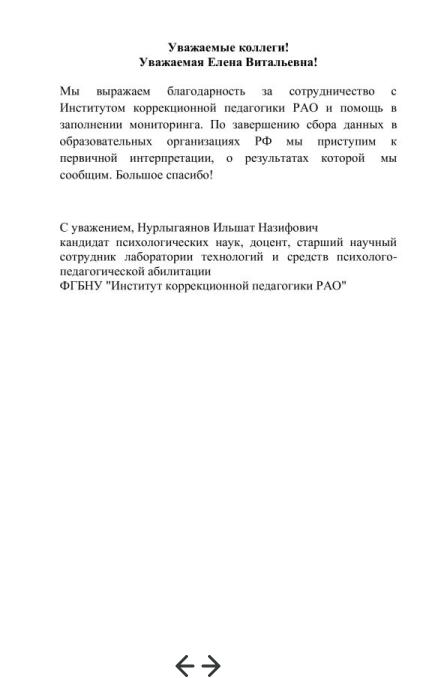 Уважаемые коллеги!
Уважаемая Елена Витальевна!
Мы выражаем благодарность за сотрудничество с
Институтом коррекционной педагогики РАО и помощь в
заполнении мониторинга. По завершению сбора данных в
образовательных организациях РФ мы приступим к
первичной интерпретации, о результатах которой мы
сообщим. Большое спасибо!
С уважением, Нурлыгаянов Ильшат Назифович
кандидат психологических наук, доцент, старший научный
сотрудник лаборатории технологий и средств психолого-
педагогической абилитации
ФГБНУ "Институт коррекционной педагогики РАО"